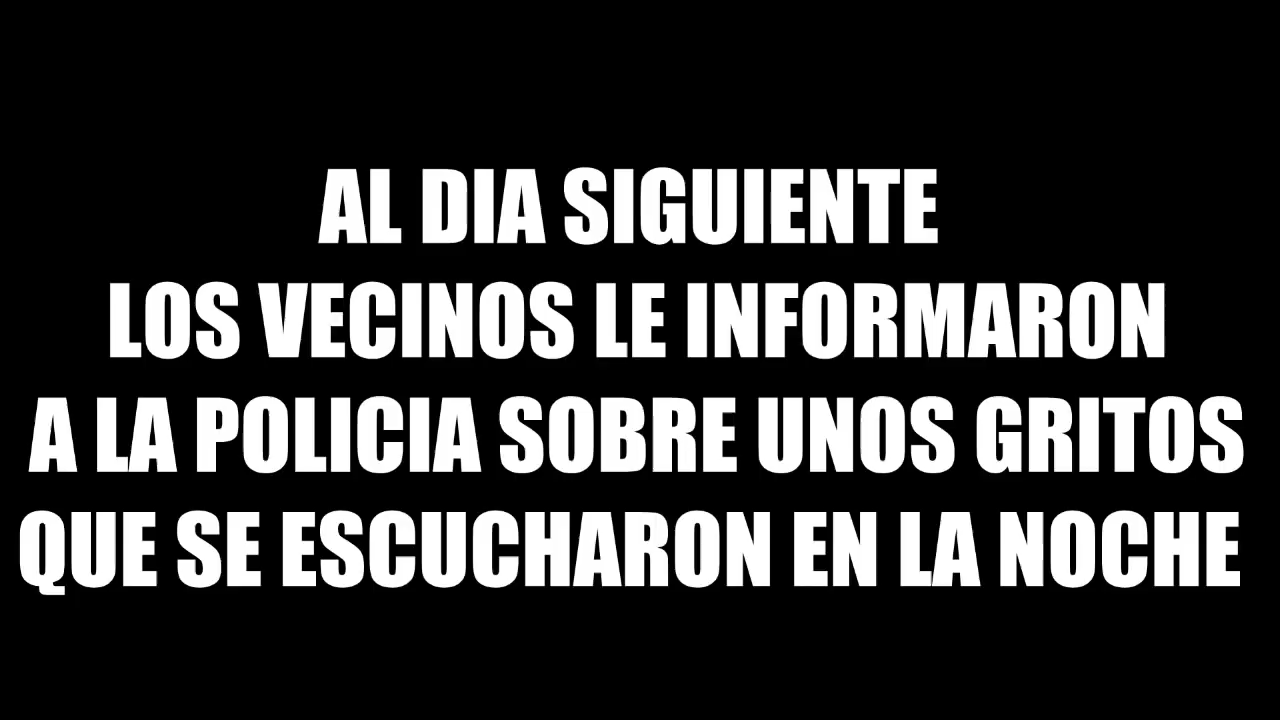 AL DIA SIGUIENTE
LOS VECINOS LE INFORMARON
A LA POLICIA SOBRE UNOS GRITOS
QUE SE ESCUCHARON EN LA NOCHE